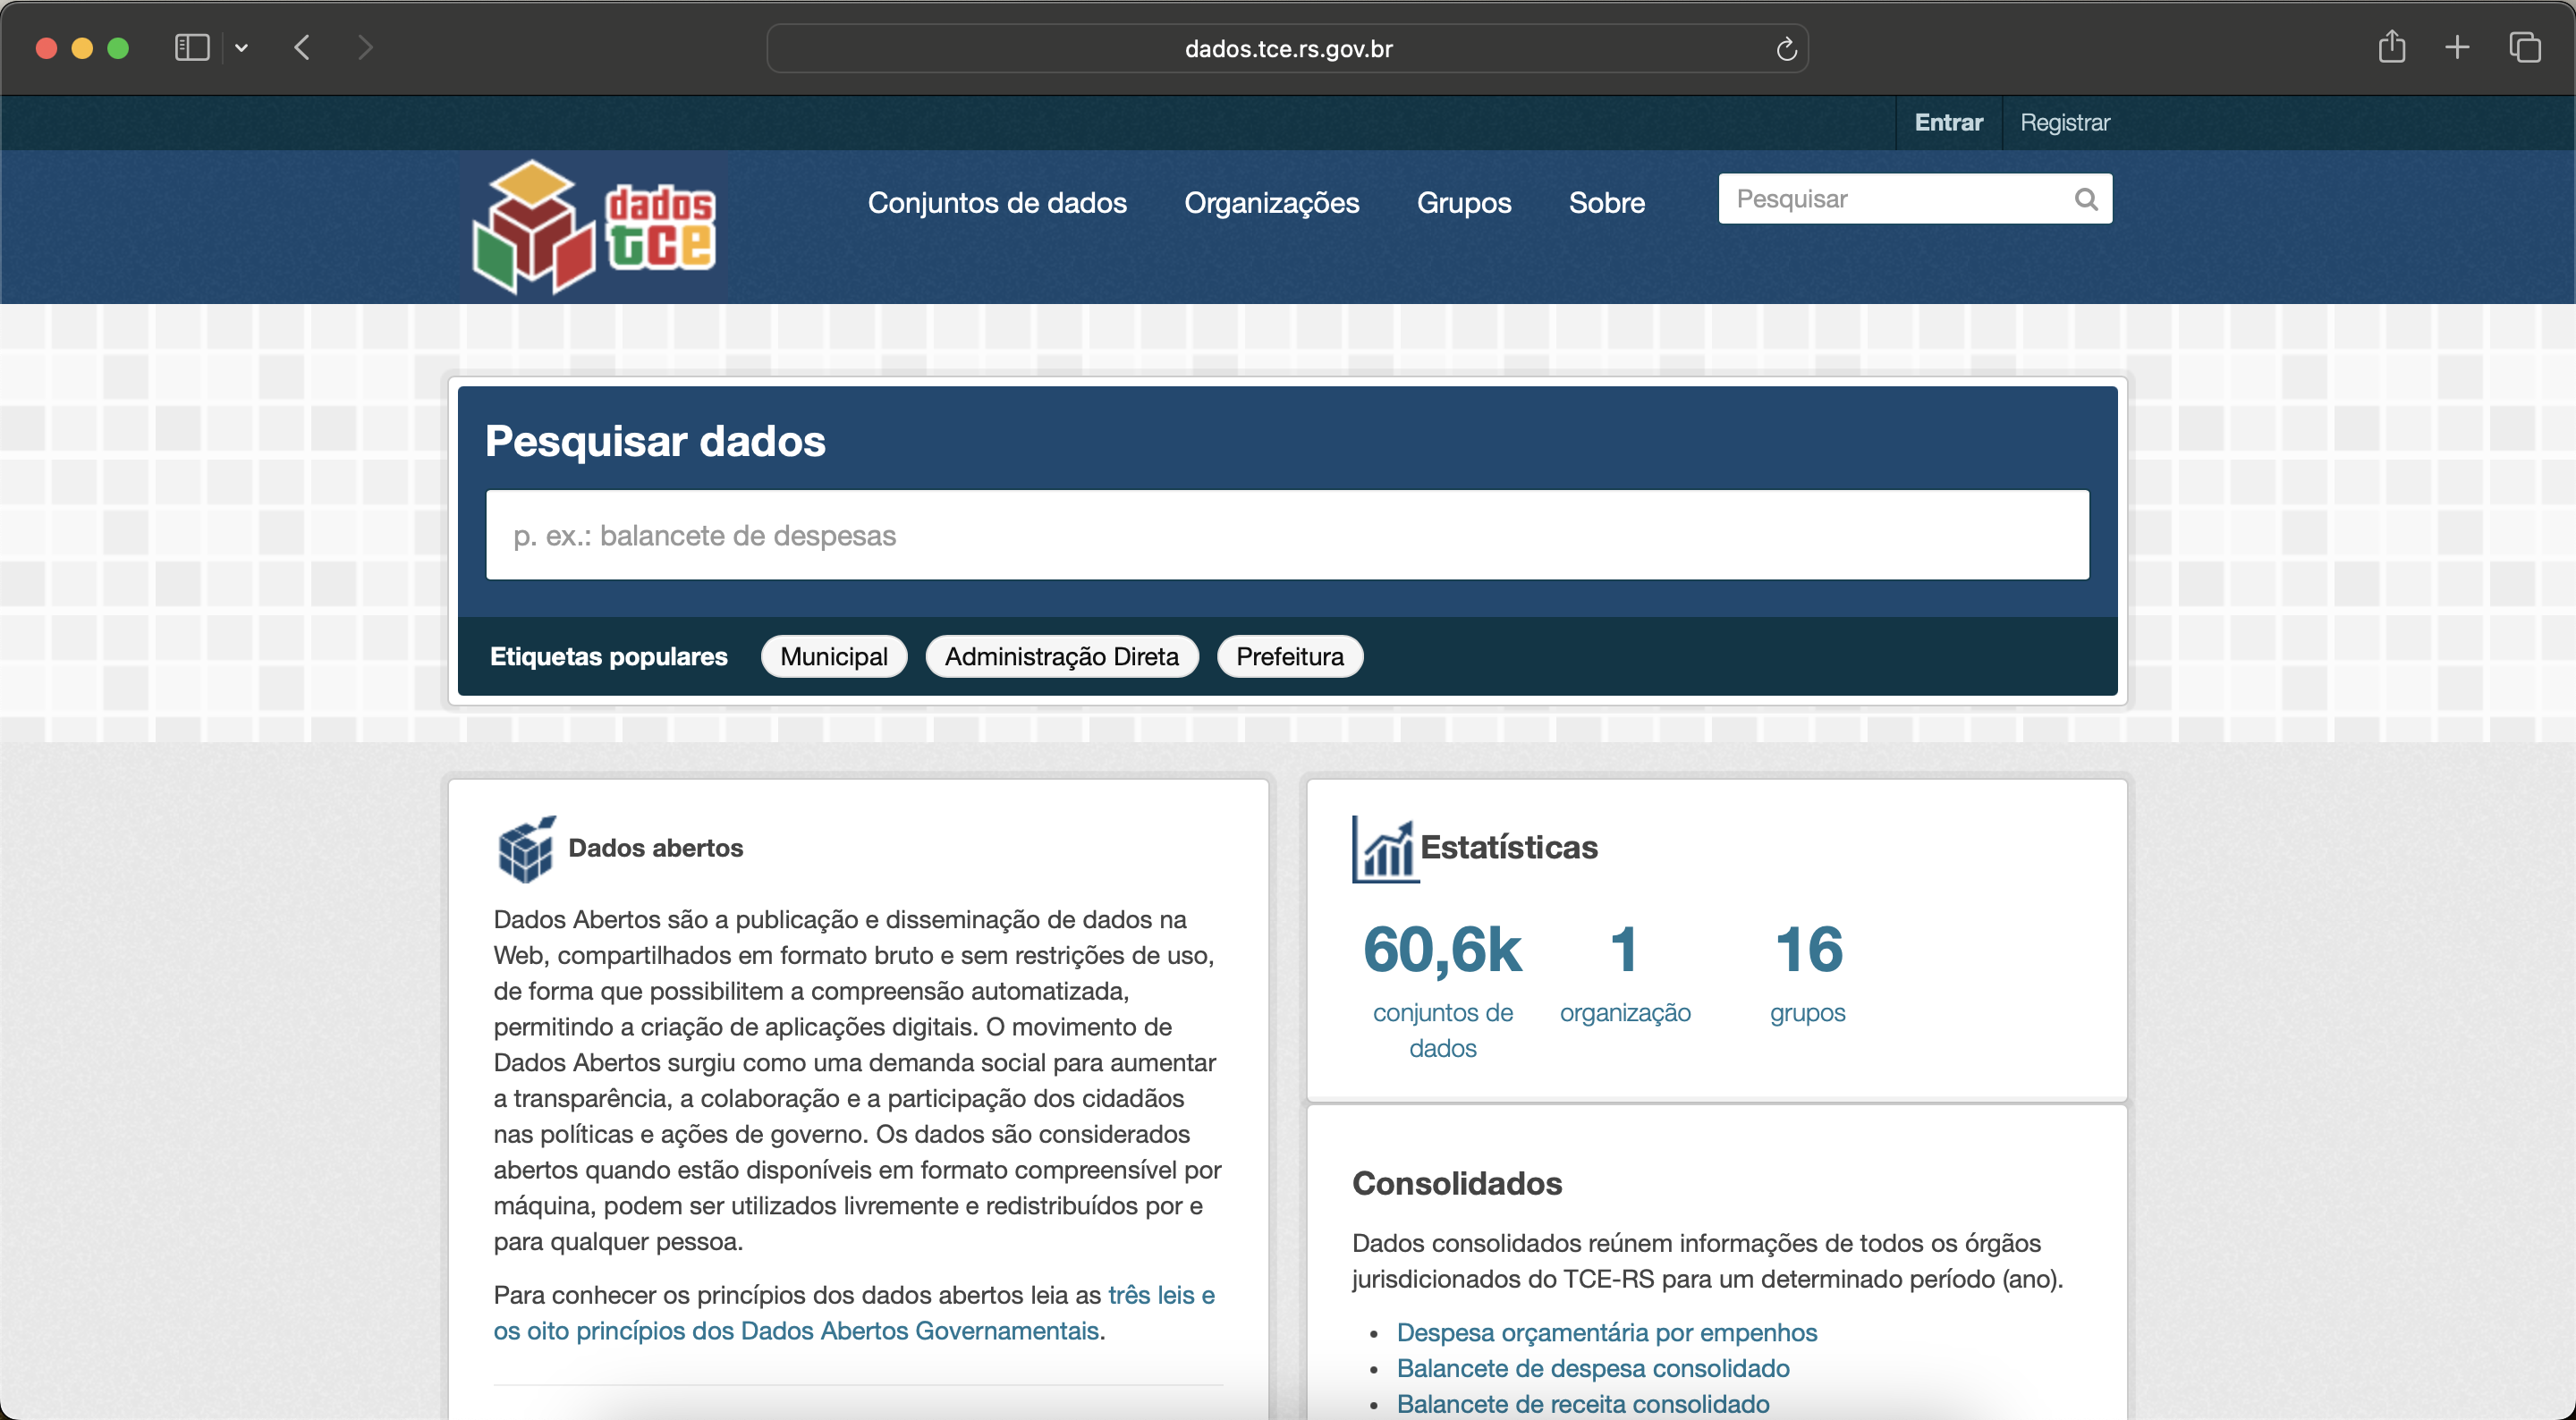 dados.tce.rs.gov.br
Entrar
Registrar
dados
tce
Conjuntos de dados
Organizações
Grupos
Sobre
Pesquisar
Pesquisar dados
p. ex.: balancete de despesas
Etiquetas populares
Municipal
Administração Direta
Prefeitura
Dados abertos
Dados Abertos são a publicação e disseminação de dados na
Web, compartilhados em formato bruto e sem restrições de uso,
de forma que possibilitem a compreensão automatizada,
permitindo a criação de aplicações digitais. O movimento de
Dados Abertos surgiu como uma demanda social para aumentar
a transparência, a colaboração e a participação dos cidadãos
nas políticas e ações de governo. Os dados são considerados
abertos quando estão disponíveis em formato compreensível por
máquina, podem ser utilizados livremente e redistribuídos por e
para qualquer pessoa.
Para conhecer os princípios dos dados abertos leia as três leis e
os oito princípios dos Dados Abertos Governamentais.
Estatísticas
60,6k
conjuntos de
dados
1
organização
16
grupos
Consolidados
Dados consolidados reúnem informações de todos os órgãos
jurisdicionados do TCE-RS para um determinado período (ano).
• Despesa orçamentária por empenhos
• Balancete de despesa consolidado
• Balancete de receita consolidado